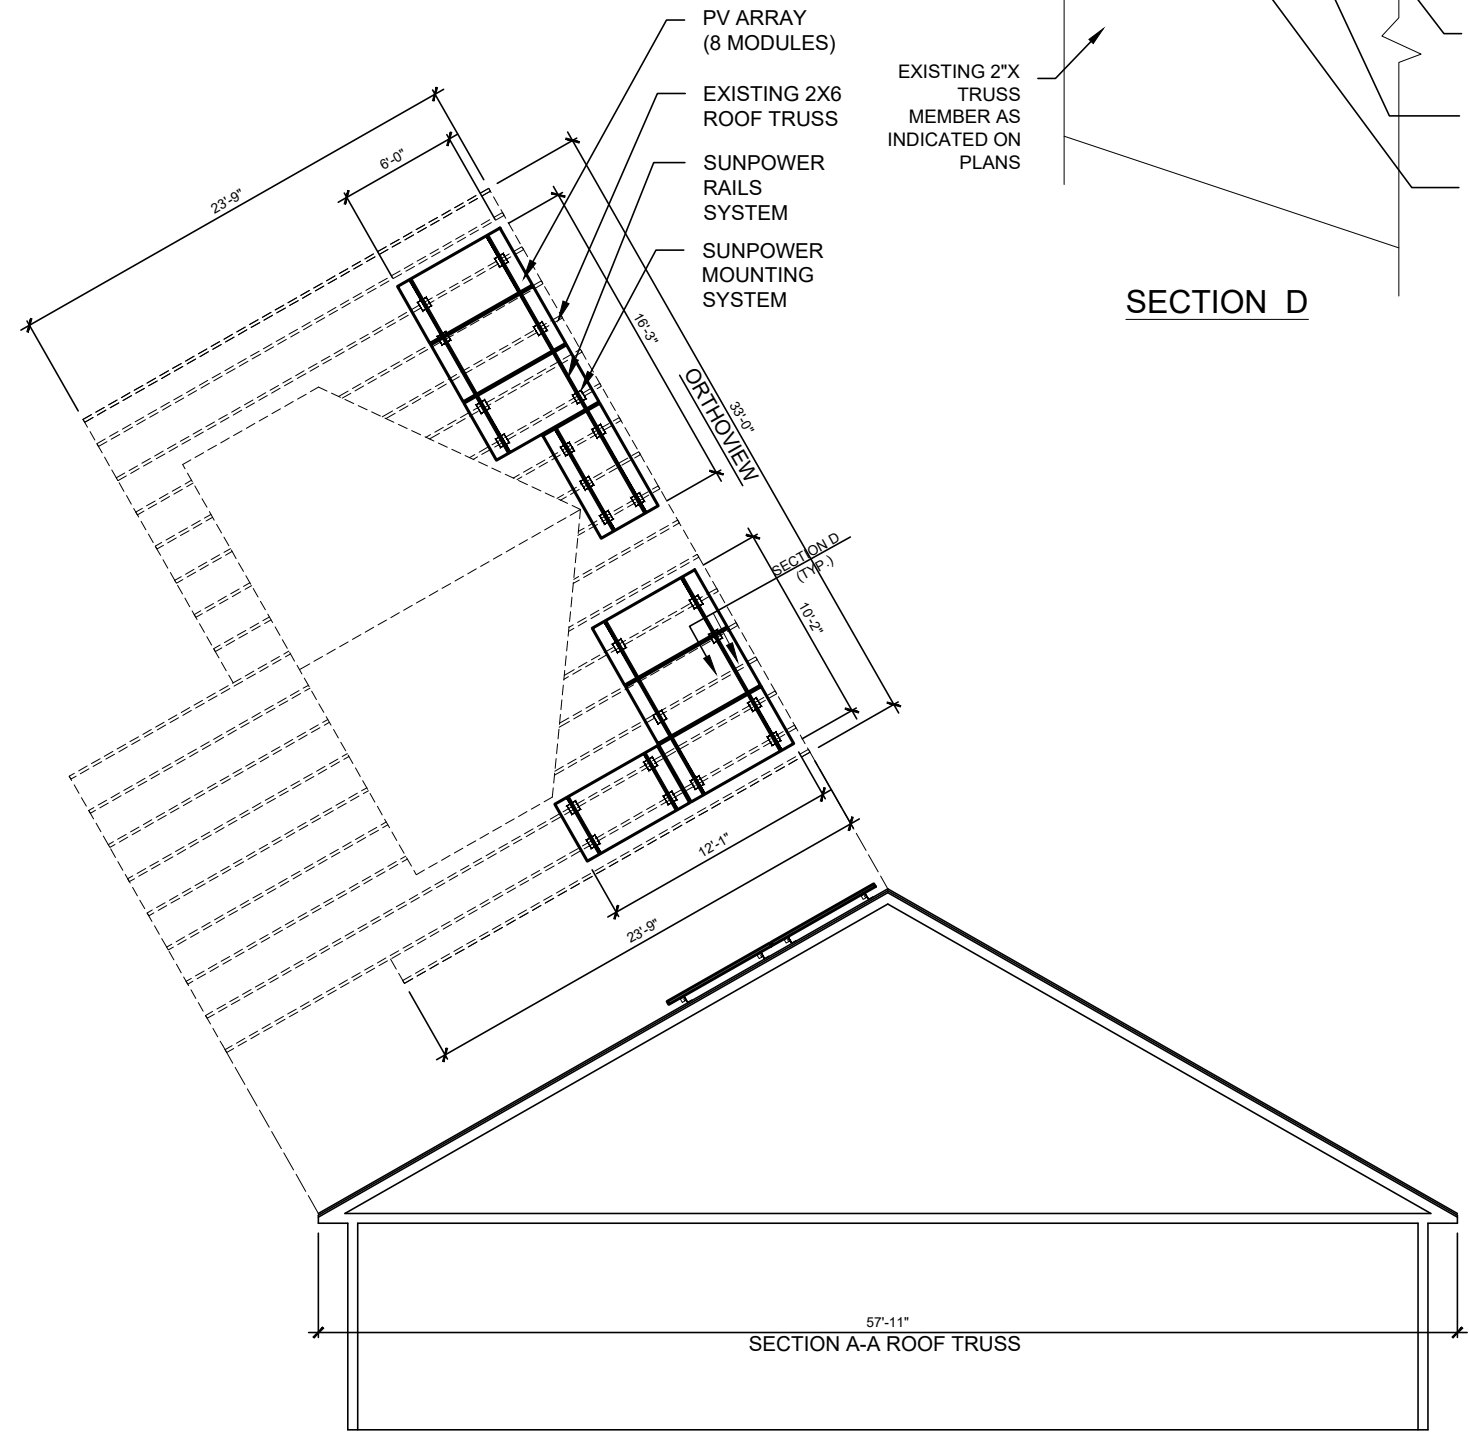 PV ARRAY
(8 MODULES)
EXISTING 2X6
ROOF TRUSS
SUNPOWER
RAILS
SYSTEM
SUNPOWER
MOUNTING
SYSTEM
EXISTING 2"X
TRUSS
MEMBER AS
INDICATED ON
PLANS
SECTION D
23'-9"
6'-0"
16'-3"
33'-0"
ORTHOVIEW
SECTION D
(TYP.)
10'-2"
12'-1"
23'-9"
57'-11"
SECTION A-A ROOF TRUSS